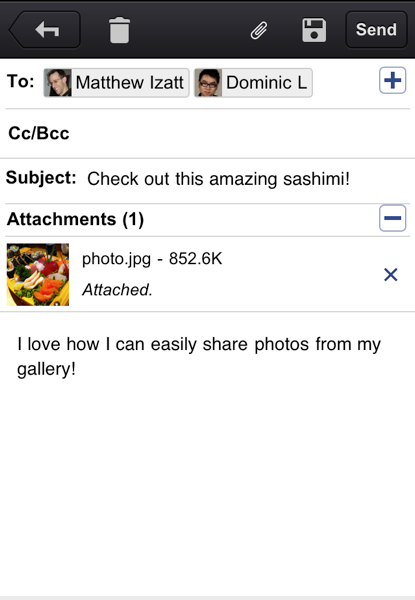 Send
To: Matthew Izatt Dominic L
Cc/Bcc
Subject: Check out this amazing sashimi!
Attachments (1)
photo.jpg - 852.6K
Attached.
I love how I can easily share photos from my
gallery!